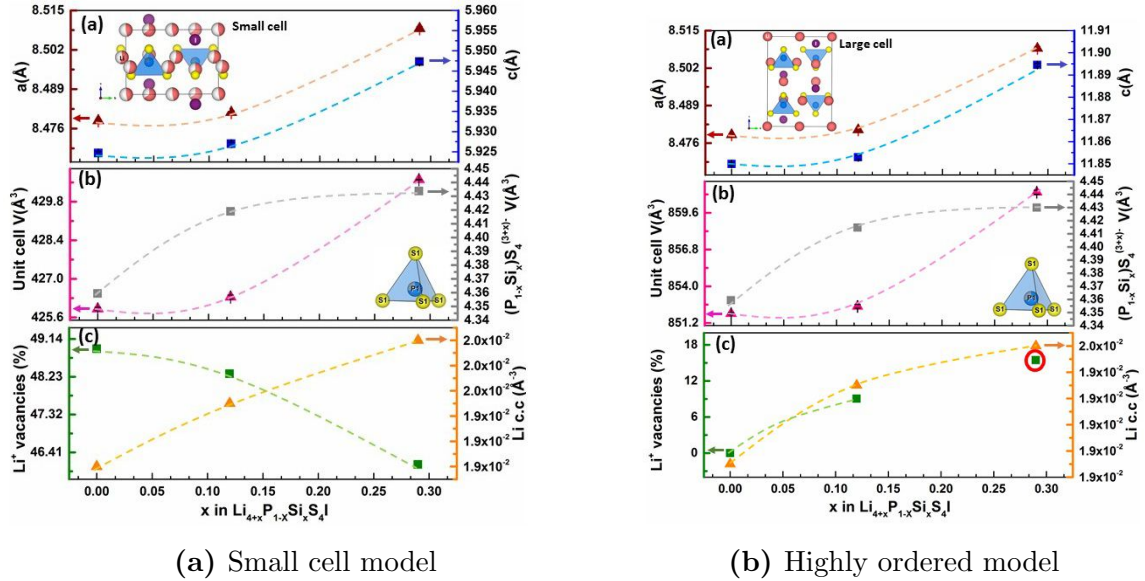 (a) Small cell
a(Å)
8.515
8.502
8.489
8.476
5.960
5.955
5.950
5.945
5.940
5.935
5.930
5.925
c(Å)
Li
I
(b)
Unit cell V(Å³)
429.8
428.4
427.0
425.6
4.45
4.44
4.43
4.42
4.41
4.40
4.39
4.38
4.37
4.36
4.35
4.34
(P₁₋ₓSiₓ)S₄⁽³⁺ˣ⁾⁻ V(Å³)
S1
P1
S1 S1 S1
(c)
Li⁺ vacancies (%)
49.14
48.23
47.32
46.41
2.0x10⁻²
2.0x10⁻²
2.0x10⁻²
1.9x10⁻²
1.9x10⁻²
1.9x10⁻²
Li c.c (Å⁻³)
0.00 0.05 0.10 0.15 0.20 0.25 0.30
x in Li₄₊ₓP₁₋XSiₓS₄I
(a) Small cell model
(a) Large cell
a(Å)
8.515
8.502
8.489
8.476
11.91
11.90
11.89
11.88
11.87
11.86
11.85
c(Å)
I
(b)
Unit cell V(Å³)
859.6
856.8
854.0
851.2
4.45
4.44
4.43
4.42
4.41
4.40
4.39
4.38
4.37
4.36
4.35
4.34
(P₁₋ₓSiₓ)S₄⁽³⁺ˣ⁾⁻ V(Å³)
S1
P1
S1 S1 S1
(c)
Li⁺ vacancies (%)
18
12
6
0
2.0x10⁻²
1.9x10⁻²
1.9x10⁻²
1.9x10⁻²
1.9x10⁻²
1.9x10⁻²
Li c.c (Å⁻³)
0.00 0.05 0.10 0.15 0.20 0.25 0.30
x in Li₄₊ₓP₁₋XSiₓS₄I
(b) Highly ordered model